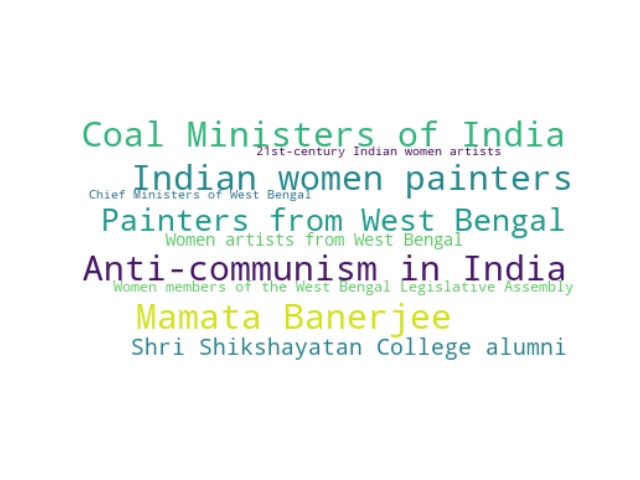 Coal Ministers of India
21st-century Indian women artists
Indian women painters
Chief Ministers of West Bengal
Painters from West Bengal
Women artists from West Bengal
Anti-communism in India
Women members of the West Bengal Legislative Assembly
Mamata Banerjee
Shri Shikshayatan College alumni